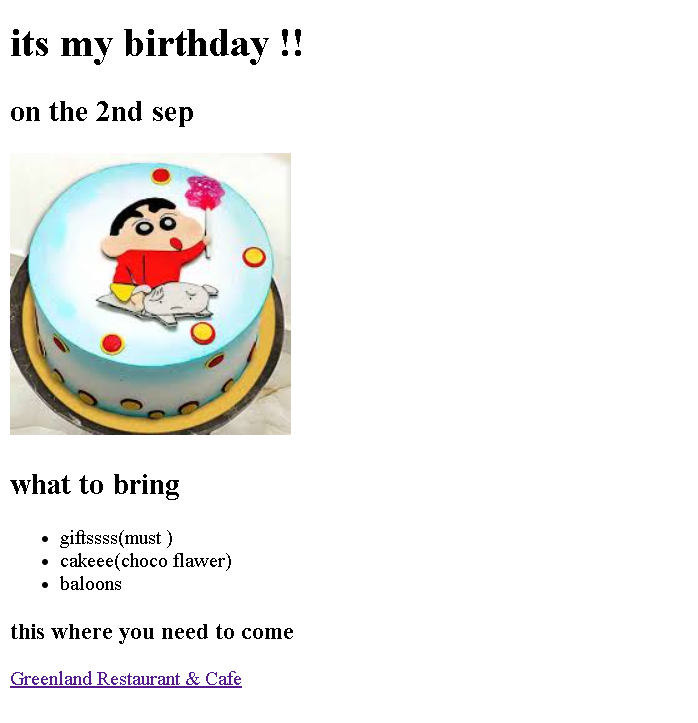 its my birthday !!
on the 2nd sep
what to bring
giftssss(must )
cakeee(choco flawer)
baloons
this where you need to come
Greenland Restaurant & Cafe